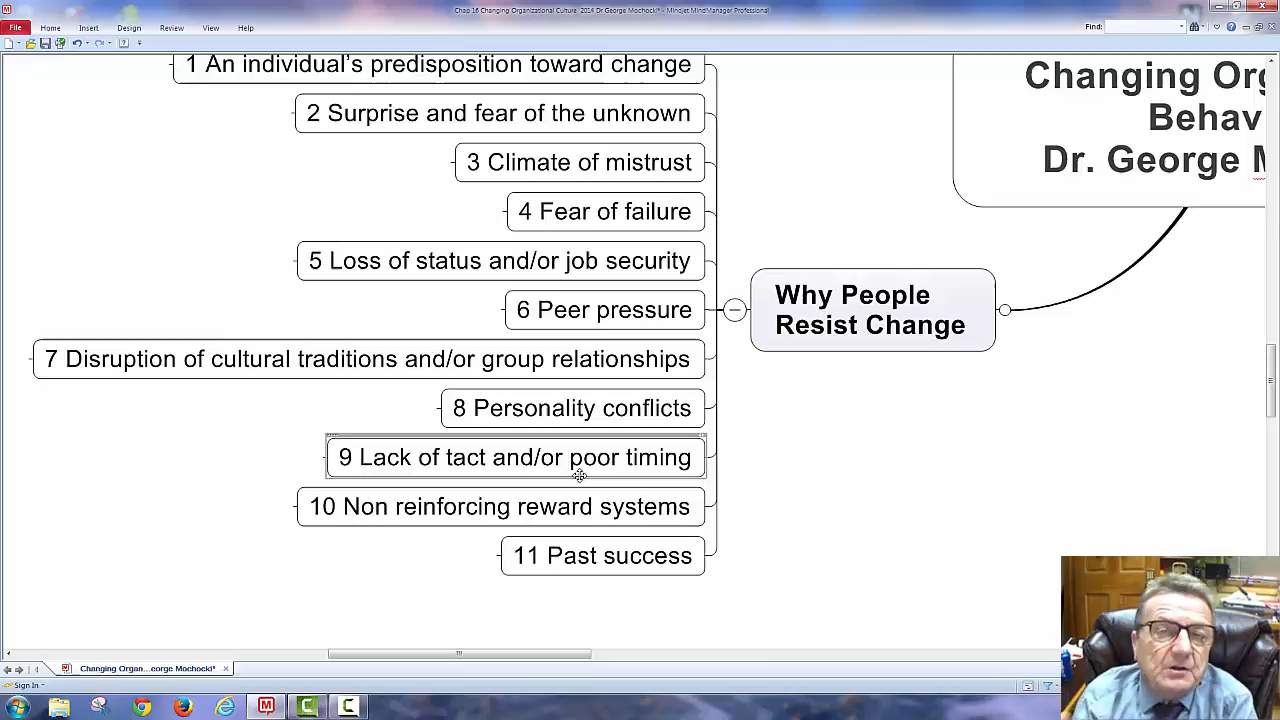 Chap 16 Changing Organizational Culture 2014 Dr George Mochocki* - Mindjet MindManager Professional
File Home Insert Design Review View Help
Find:
1 An individual's predisposition toward change
2 Surprise and fear of the unknown
3 Climate of mistrust
4 Fear of failure
5 Loss of status and/or job security
6 Peer pressure
7 Disruption of cultural traditions and/or group relationships
8 Personality conflicts
9 Lack of tact and/or poor timing
10 Non reinforcing reward systems
11 Past success
Why People
Resist Change
Changing Org
Behav
Dr. George M
Changing Organ...eorge Mochocki*
Sign In